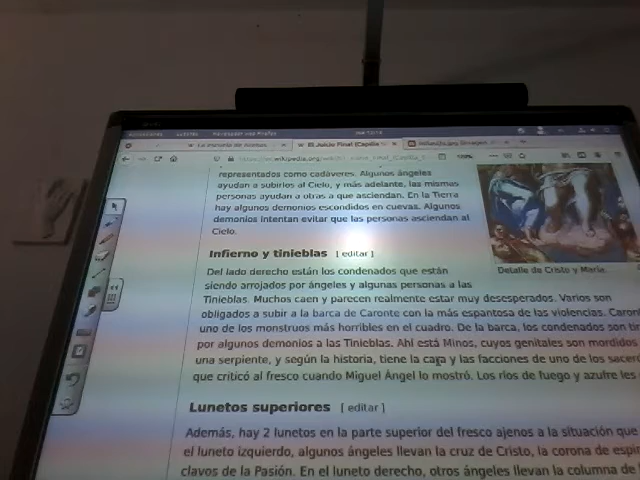 El Juicio Final (Capilla S
representados como cadáveres. Algunos ángeles
ayudan a subirlos al Cielo, y más adelante, las mismas
personas ayudan a otras a que asciendan. En la Tierra
hay algunos demonios escondidos en cuevas. Algunos
demonios intentan evitar que las personas asciendan al
Cielo.
Detalle de Cristo y María.
Infierno y tinieblas [ editar ]
Del lado derecho están los condenados que están
siendo arrojados por ángeles y algunas personas a las
Tinieblas. Muchos caen y parecen realmente estar muy desesperados. Varios son
obligados a subir a la barca de Caronte con la más espantosa de las violencias. Caron
uno de los monstruos más horribles en el cuadro. De la barca, los condenados son
por algunos demonios a las Tinieblas. Ahí está Minos, cuyos genitales son mordidos
una serpiente, y según la historia, tiene la cara y las facciones de uno de los
que criticó al fresco cuando Miguel Ángel lo mostró. Los ríos de fuego y azufre
Lunetos superiores [ editar ]
Además, hay 2 lunetos en la parte superior del fresco ajenos a la situación que
el luneto izquierdo, algunos ángeles llevan la cruz de Cristo, la corona de
clavos de la Pasión. En el luneto derecho, otros ángeles llevan la columna de